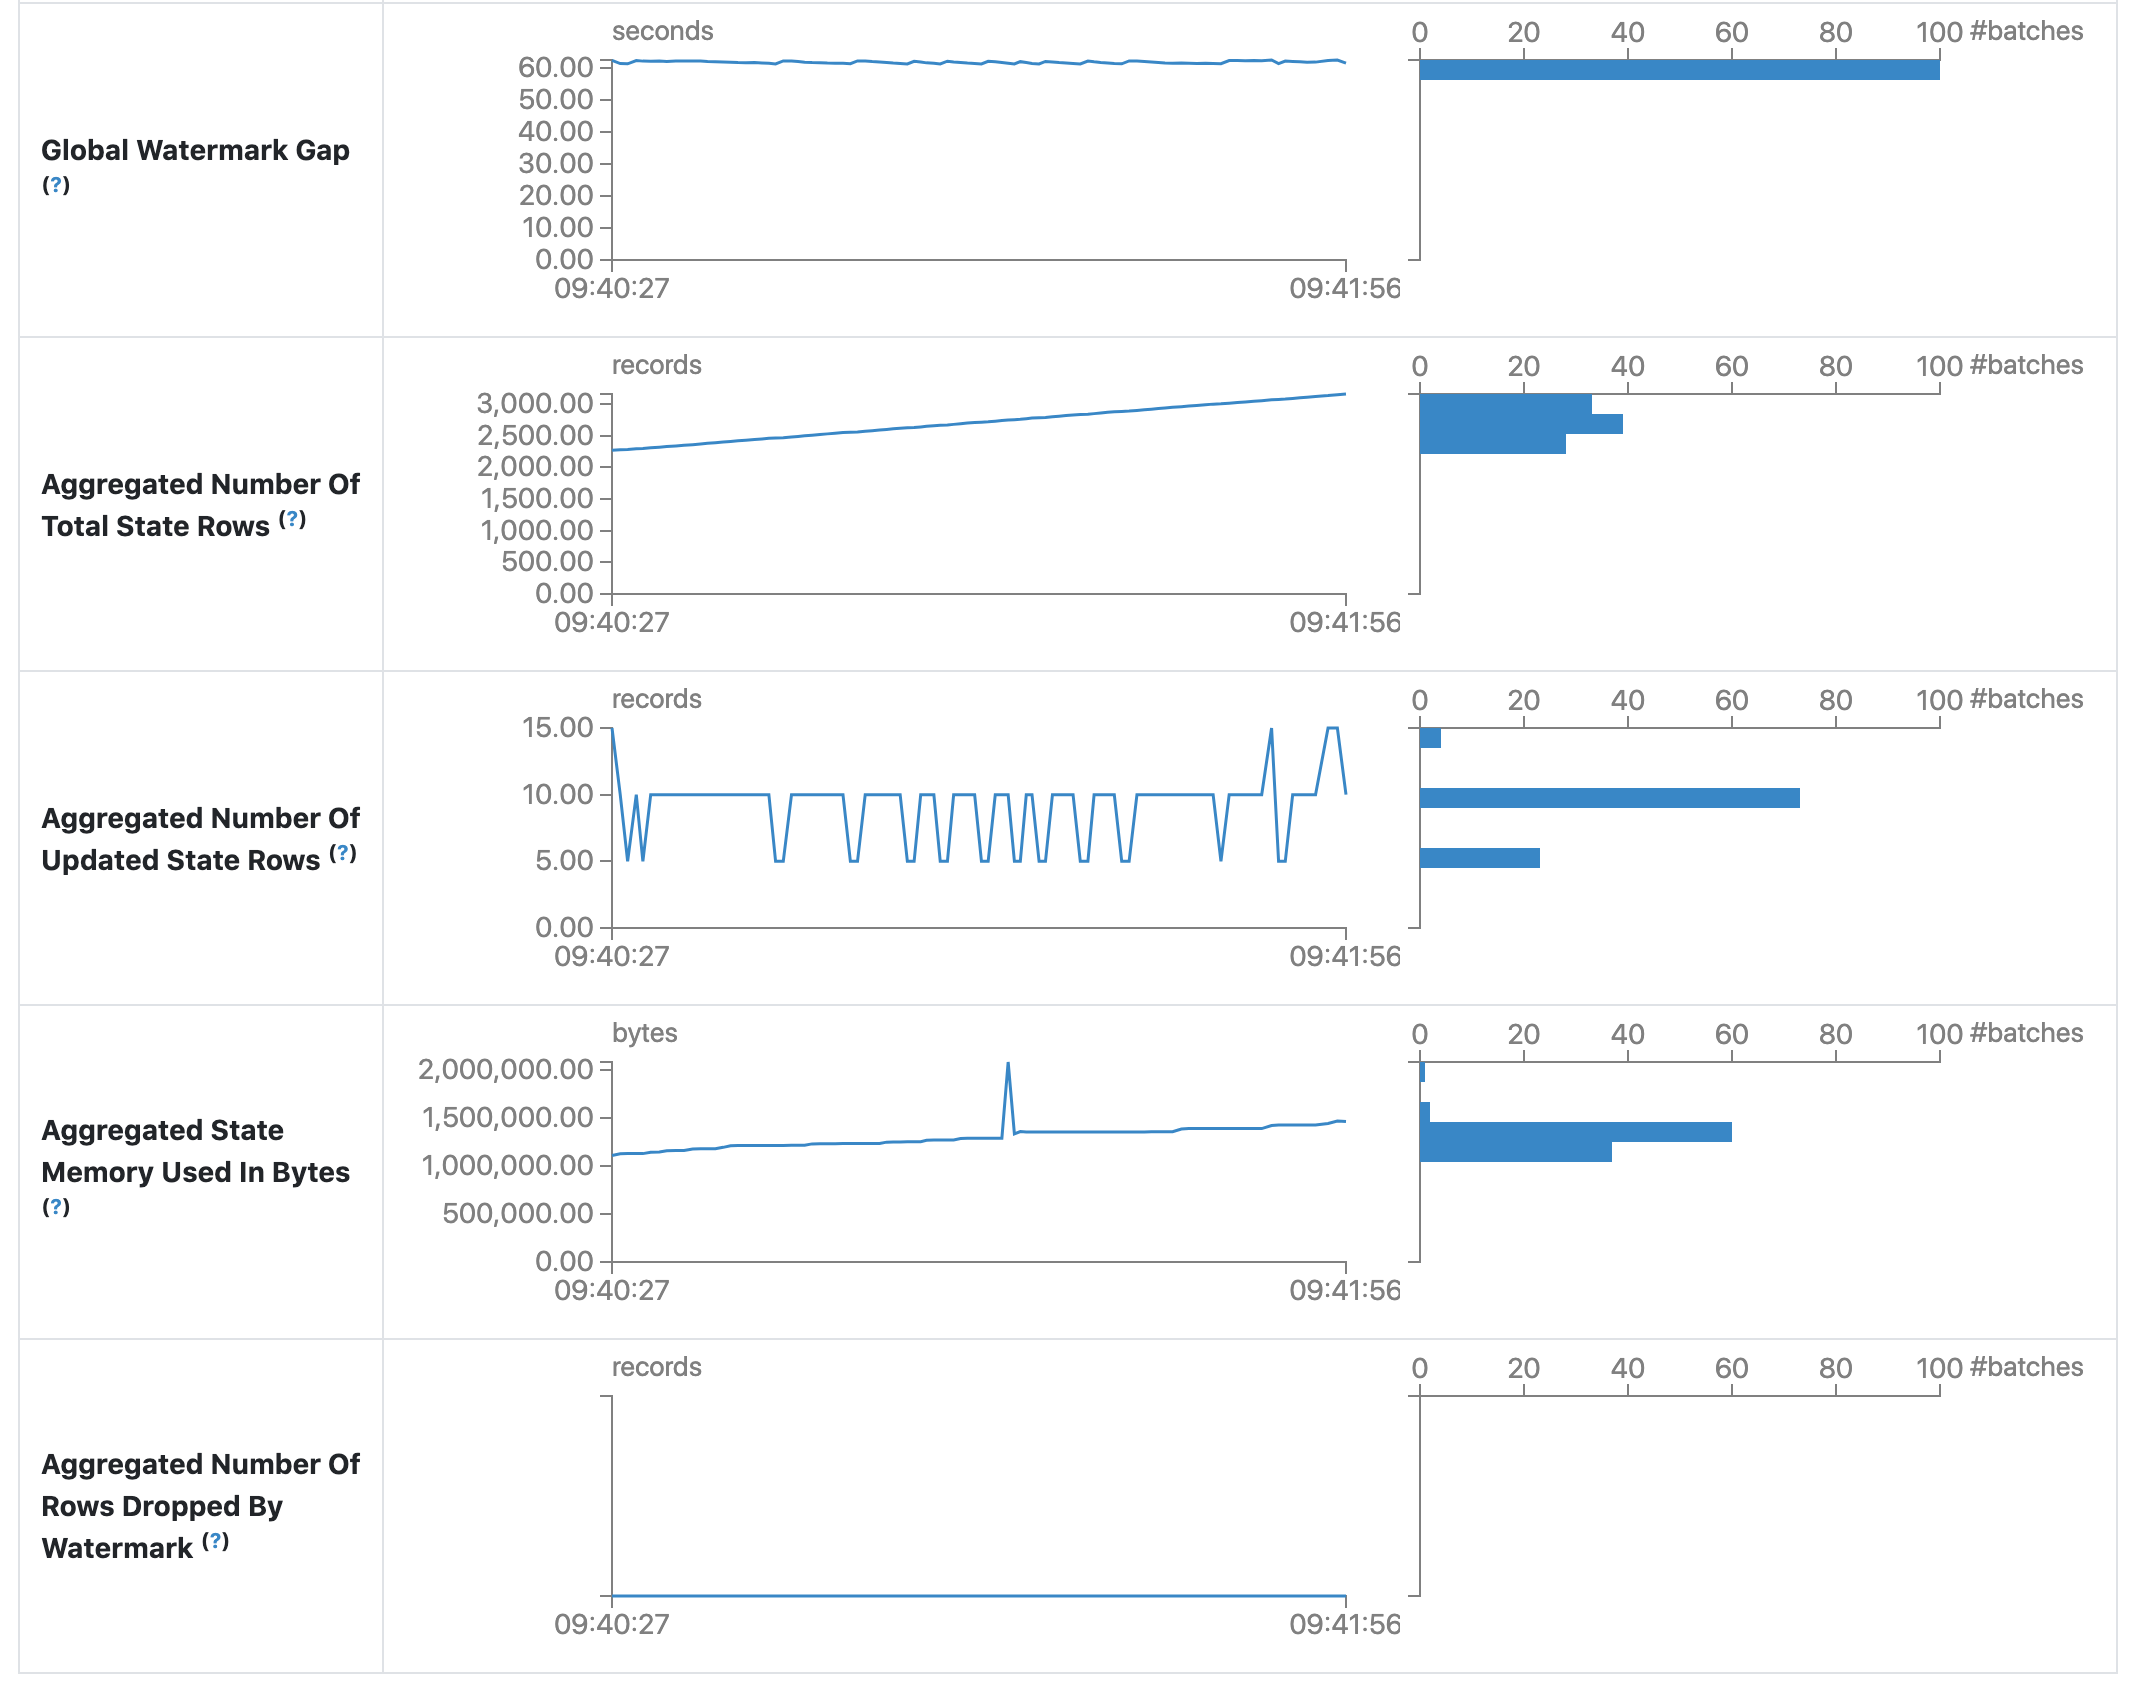 seconds
0 20 40 60 80 100 #batches
60.00
50.00
40.00
30.00
20.00
10.00
0.00
09:40:27 09:41:56
Global Watermark Gap
(?)
records
0 20 40 60 80 100 #batches
3,000.00
2,500.00
2,000.00
1,500.00
1,000.00
500.00
0.00
09:40:27 09:41:56
Aggregated Number Of
Total State Rows (?)
records
0 20 40 60 80 100 #batches
15.00
10.00
5.00
0.00
09:40:27 09:41:56
Aggregated Number Of
Updated State Rows (?)
bytes
0 20 40 60 80 100 #batches
2,000,000.00
1,500,000.00
1,000,000.00
500,000.00
0.00
09:40:27 09:41:56
Aggregated State
Memory Used In Bytes
(?)
records
0 20 40 60 80 100 #batches
09:40:27 09:41:56
Aggregated Number Of
Rows Dropped By
Watermark (?)